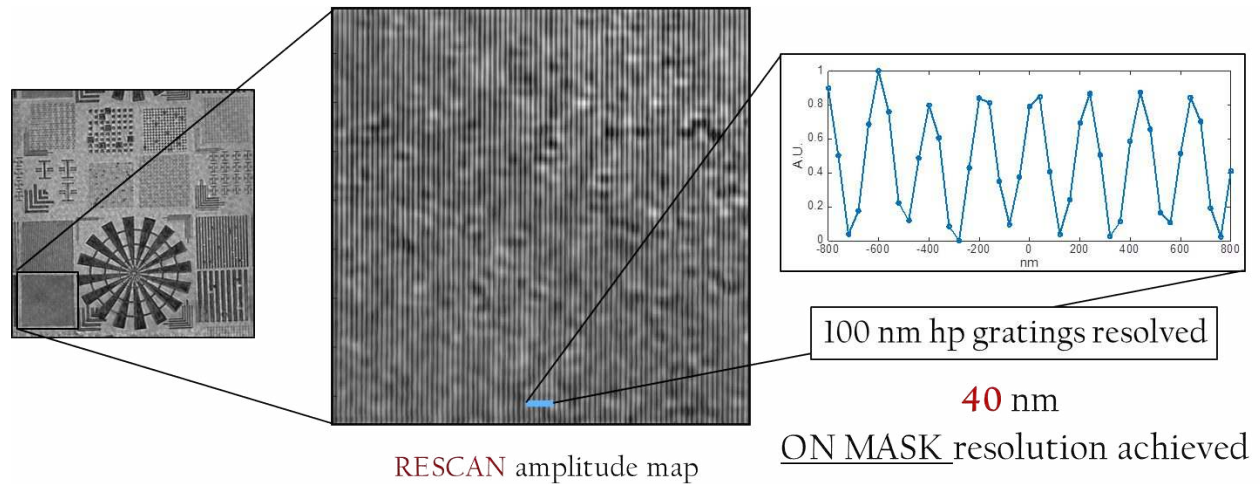 1
0.8
0.6
0.4
0.2
0
A.U.
-800 -600 -400 -200 0 200 400 600 800
nm
100 nm hp gratings resolved
40 nm
ON MASK resolution achieved
RESCAN amplitude map